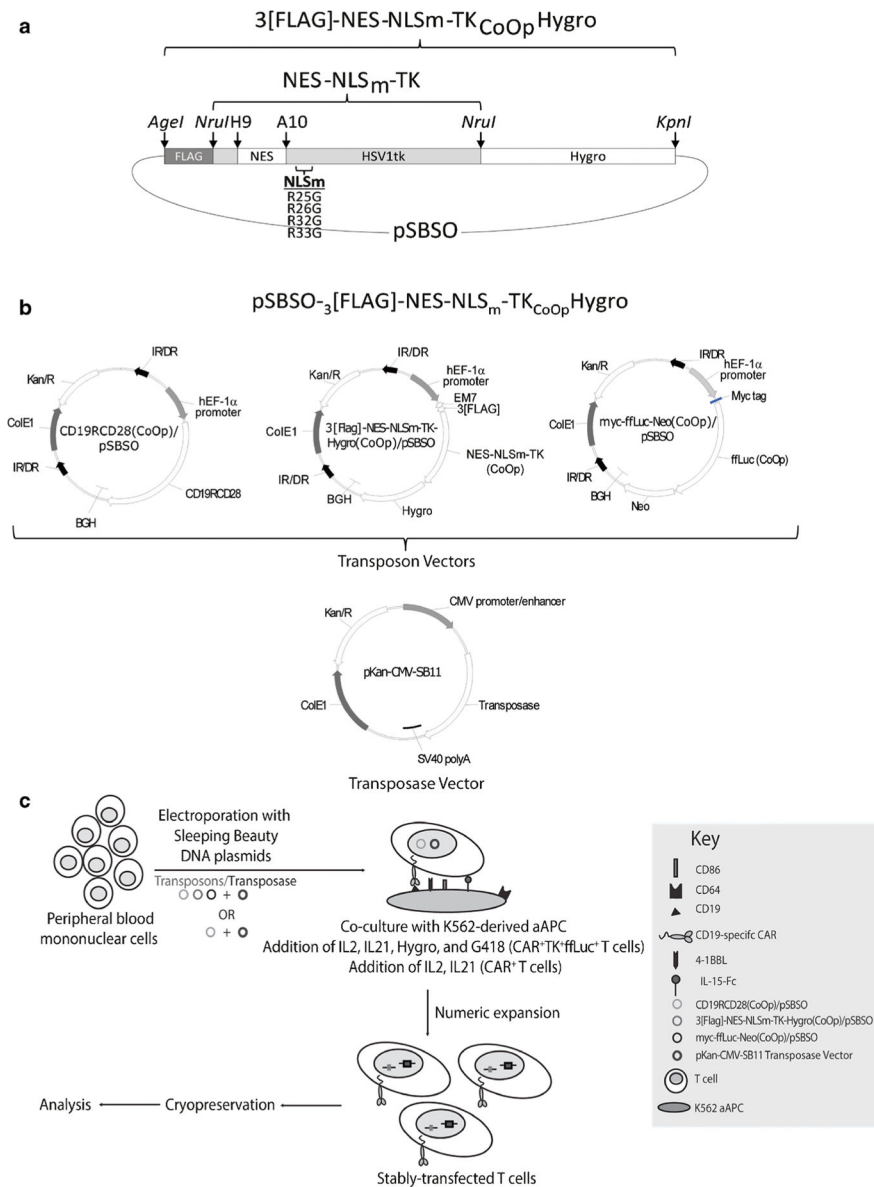 a
3[FLAG]-NES-NLSm-TKCoOpHygro
NES-NLSm-TK
AgeI NruI H9 A10 NruI KpnI
FLAG NES HSV1tk Hygro
NLSm
R25G
R26G
R32G
R33G
pSBSO
b
pSBSO-3[FLAG]-NES-NLSm-TKCoOpHygro
IR/DR
Kan/R
hEF-1α
promoter
ColE1
CD19RCD28(CoOp)/
pSBSO
IR/DR
CD19RCD28
BGH
IR/DR
Kan/R
hEF-1α
promoter
EM7
3[FLAG]
ColE1
3[Flag]-NES-NLSm-TK-
Hygro(CoOp)/pSBSO
NES-NLSm-TK
(CoOp)
IR/DR
BGH
Hygro
IR/DR
Kan/R
hEF-1α
promoter
Myc tag
ColE1
myc-ffLuc-Neo(CoOp)/
pSBSO
ffLuc (CoOp)
IR/DR
BGH
Neo
Transposon Vectors
CMV promoter/enhancer
Kan/R
pKan-CMV-SB11
ColE1
Transposase
SV40 polyA
Transposase Vector
c
Peripheral blood
mononuclear cells
Electroporation with
Sleeping Beauty
DNA plasmids
Transposons/Transposase
+
OR
+
Co-culture with K562-derived aAPC
Addition of IL2, IL21, Hygro, and G418 (CAR+TK+ffLuc+ T cells)
Addition of IL2, IL21 (CAR+ T cells)
Numeric expansion
Stably-transfected T cells
Cryopreservation
Analysis
Key
CD86
CD64
CD19
CD19-specifc CAR
4-1BBL
IL-15-Fc
CD19RCD28(CoOp)/pSBSO
3[Flag]-NES-NLSm-TK-Hygro(CoOp)/pSBSO
myc-ffLuc-Neo(CoOp)/pSBSO
pKan-CMV-SB11 Transposase Vector
T cell
K562 aAPC